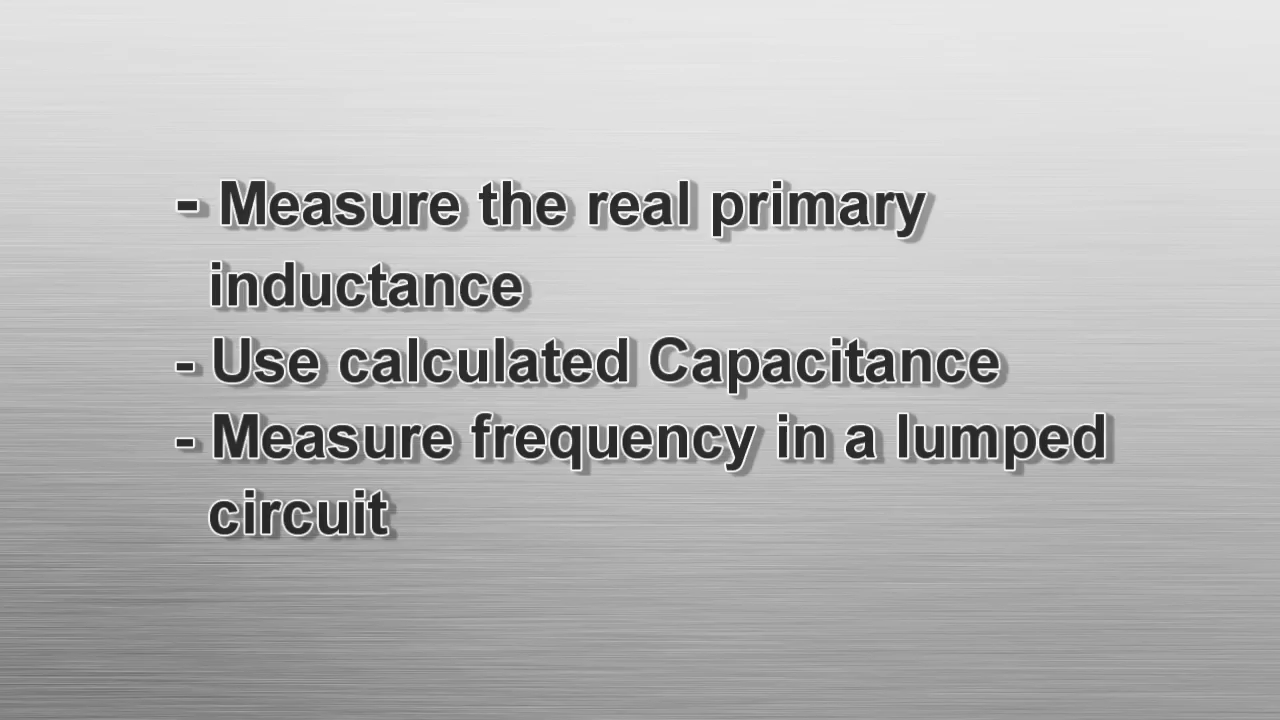 - Measure the real primary
inductance
- Use calculated Capacitance
- Measure frequency in a lumped
circuit